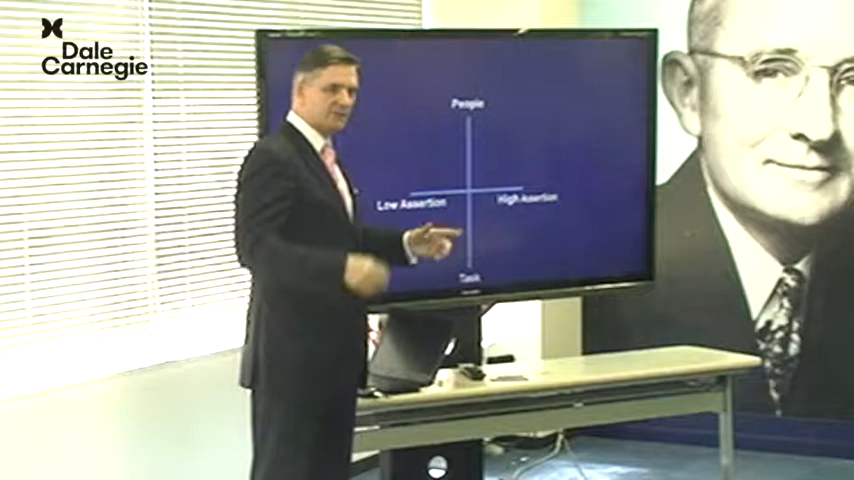 Dale
Carnegie
People
Low Assertion
High Assertion
Task